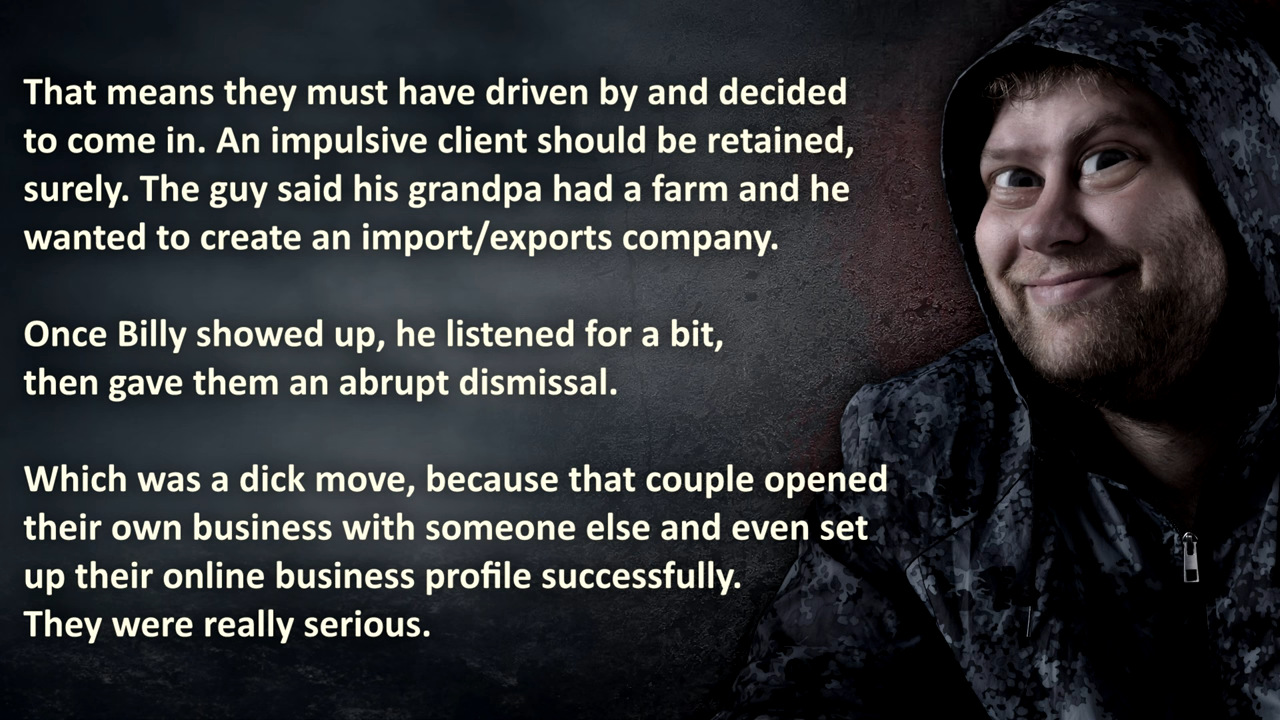 That means they must have driven by and decided
to come in. An impulsive client should be retained,
surely. The guy said his grandpa had a farm and he
wanted to create an import/exports company.
Once Billy showed up, he listened for a bit,
then gave them an abrupt dismissal.
Which was a dick move, because that couple opened
their own business with someone else and even set
up their online business profile successfully.
They were really serious.